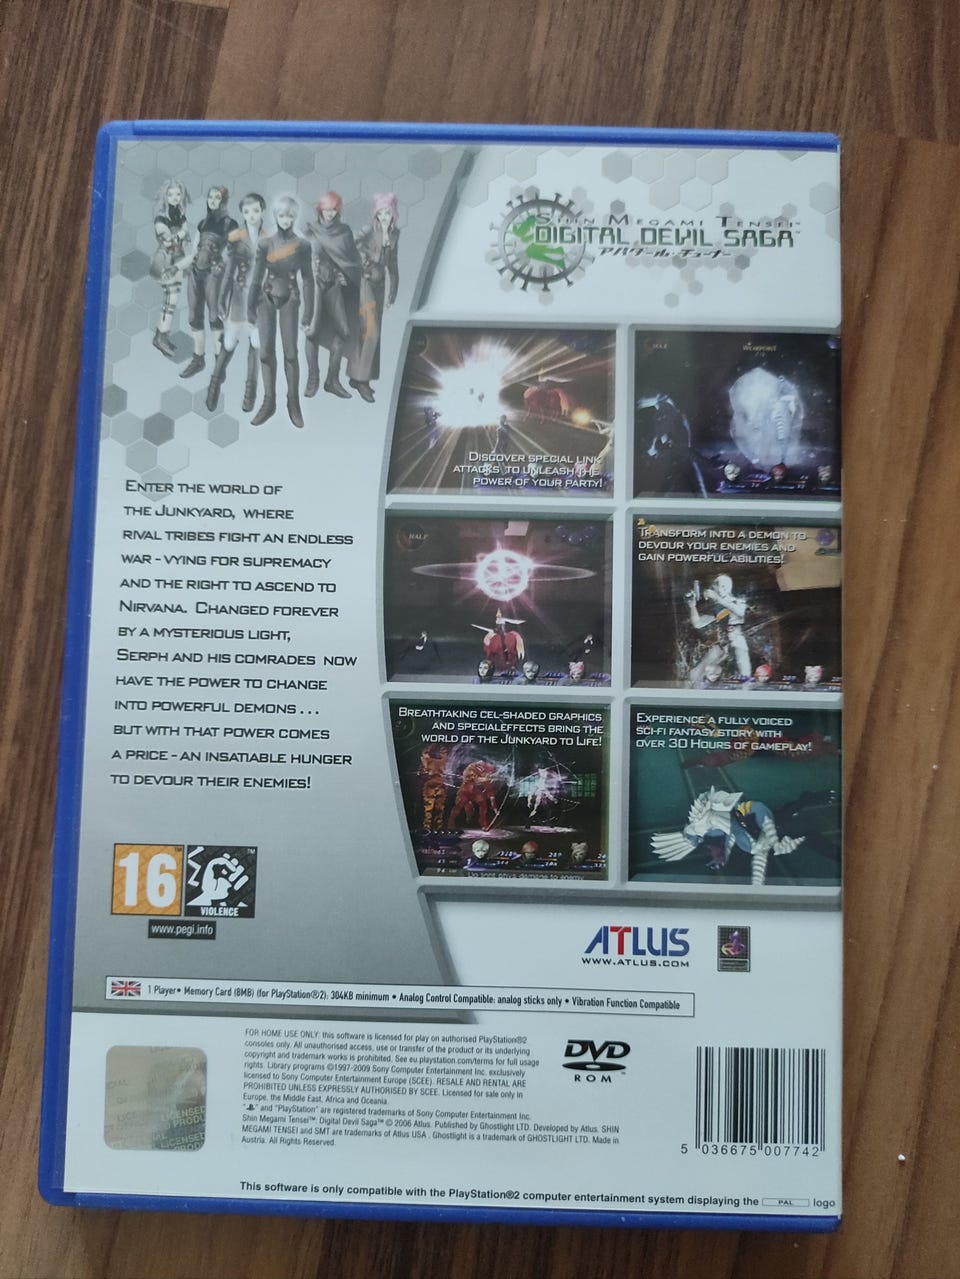 SHIN MEGAMI TENSEI
DIGITAL DEVIL SAGA™
アバタール・チューナー
ENTER THE WORLD OF
THE JUNKYARD, WHERE
RIVAL TRIBES FIGHT AN ENDLESS
WAR - VYING FOR SUPREMACY
AND THE RIGHT TO ASCEND TO
NIRVANA. CHANGED FOREVER
BY A MYSTERIOUS LIGHT,
SERPH AND HIS COMRADES NOW
HAVE THE POWER TO CHANGE
INTO POWERFUL DEMONS . . .
BUT WITH THAT POWER COMES
A PRICE - AN INSATIABLE HUNGER
TO DEVOUR THEIR ENEMIES!
DISCOVER SPECIAL LINK
ATTACKS TO UNLEASH THE
POWER OF YOUR PARTY!
HALF
TRANSFORM INTO A DEMON TO
DEVOUR YOUR ENEMIES AND
GAIN POWERFUL ABILITIES!
BREATHTAKING CEL-SHADED GRAPHICS
AND SPECIALEFFECTS BRING THE
WORLD OF THE JUNKYARD TO LIFE!
EXPERIENCE A FULLY VOICED
SCI-FI FANTASY STORY WITH
OVER 30 HOURS OF GAMEPLAY!
16
VIOLENCE
www.pegi.info
ATLUS
WWW.ATLUS.COM
1 Player• Memory Card (8MB) (for PlayStation®2): 304KB minimum • Analog Control Compatible: analog sticks only • Vibration Function Compatible
FOR HOME USE ONLY: this software is licensed for play on authorised PlayStation®2
consoles only. All unauthorised access, use or transfer of the product or its underlying
copyright and trademark works is prohibited. See eu.playstation.com/terms for full usage
rights. Library programs ©1997-2009 Sony Computer Entertainment Inc. exclusively
licensed to Sony Computer Entertainment Europe (SCEE). RESALE AND RENTAL ARE
PROHIBITED UNLESS EXPRESSLY AUTHORISED BY SCEE. Licensed for sale only in
Europe, the Middle East, Africa and Oceania.
" " and "PlayStation" are registered trademarks of Sony Computer Entertainment Inc.
Shin Megami Tensei™: Digital Devil Saga™ © 2006 Atlus. Published by Ghostlight LTD. Developed by Atlus. SHIN
MEGAMI TENSEI and SMT are trademarks of Atlus USA . Ghostlight is a trademark of GHOSTLIGHT LTD. Made in
Austria. All Rights Reserved.
DVD
ROM
LICENSED
PRODU
LICENSED
5 036675 007742
This software is only compatible with the PlayStation®2 computer entertainment system displaying the PAL logo